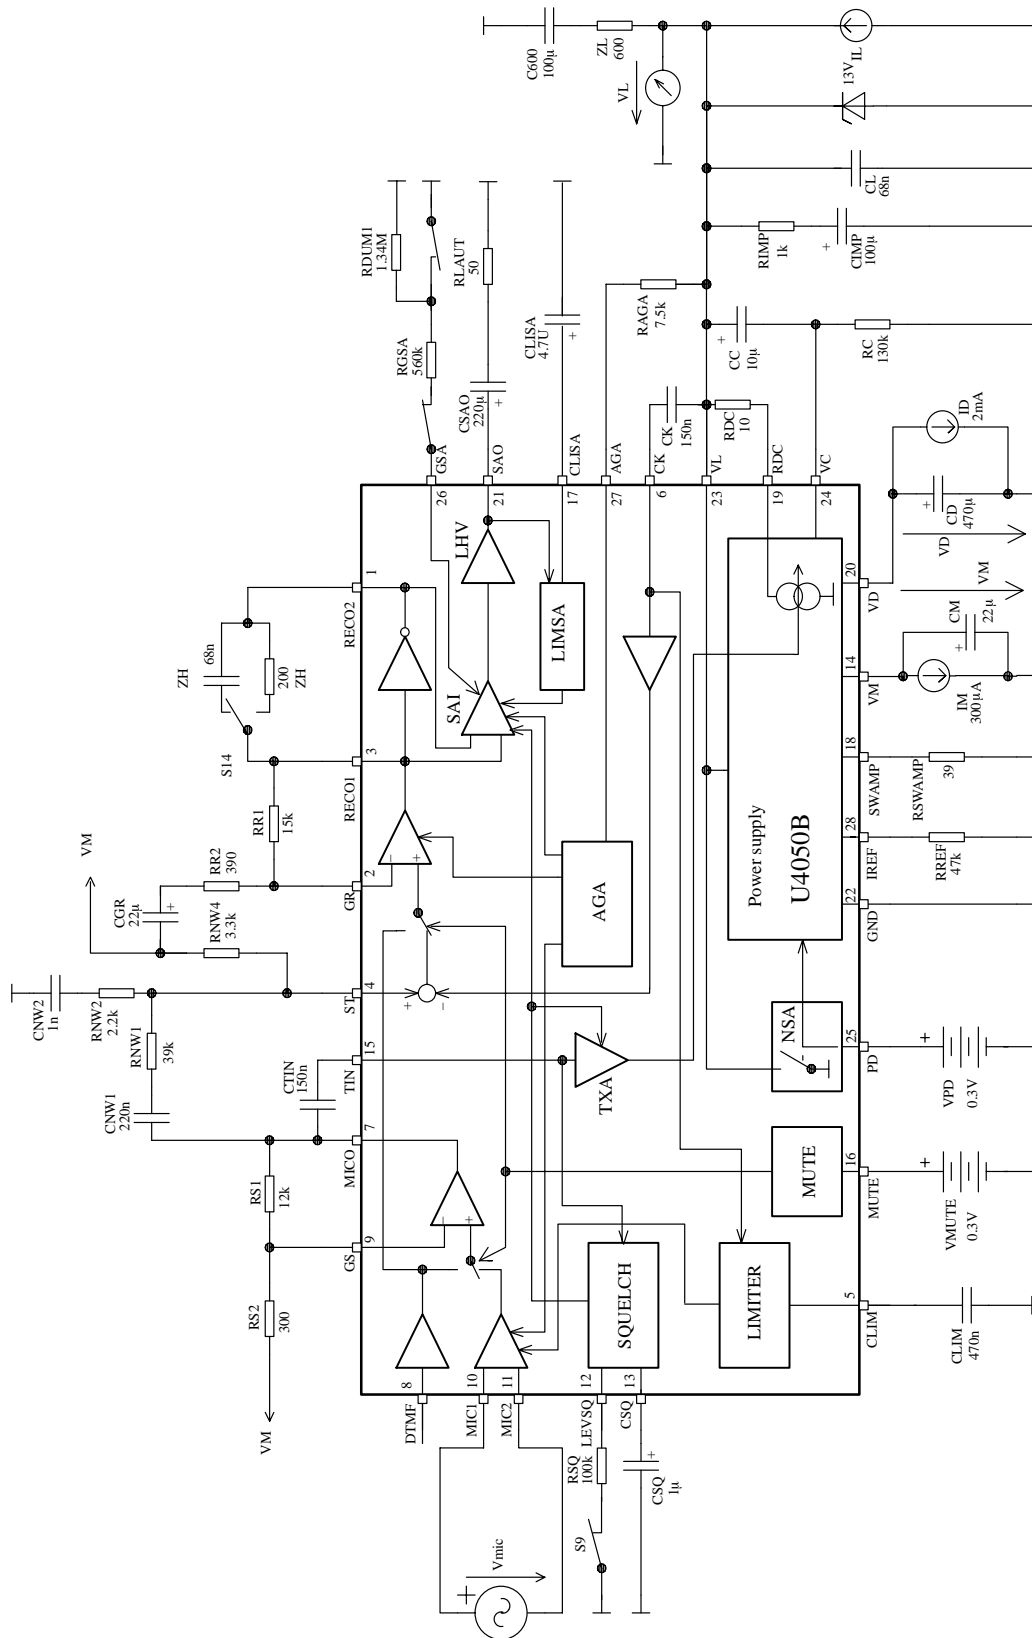 C600
100µ
ZL
600
VL
13V
IL
CL
68n
RIMP
1k
+
CIMP
100µ
RDUM1
1.34M
RLAUT
50
RGSA
560k
CSAO
220µ
+
CLISA
4.7U
+
RAGA
7.5k
+
CC
10µ
RC
130k
CK
150n
RDC
10
ID
2mA
+
CD
470µ
VD
VM
CM
22µ
+
IM
300µA
GSA
26
SAO
21
CLISA
17
AGA
27
CK
6
VL
23
RDC
19
VC
24
ZH
68n
200
ZH
S14
RECO2
1
RECO1
3
RR1
15k
VM
CGR
22µ
+
RR2
390
RNW4
3.3k
GR
2
CNW2
1n
RNW2
2.2k
RNW1
39k
CNW1
220n
ST
4
TIN
15
CTIN
150n
MICO
7
RS1
12k
GS
9
RS2
300
VM
LHV
LIMSA
SAI
−
+
AGA
+
−
TXA
−
+
SQUELCH
LIMITER
MUTE
NSA
Power supply
U4050B
20
VD
14
VM
18
SWAMP
RSWAMP
39
28
IREF
RREF
47k
22
GND
25
PD
+
VPD
0.3V
16
MUTE
+
VMUTE
0.3V
5
CLIM
CLIM
470n
8
DTMF
10
MIC1
11
MIC2
12
LEVSQ
13
CSQ
RSQ
100k
+
CSQ
1µ
S9
Vmic
+